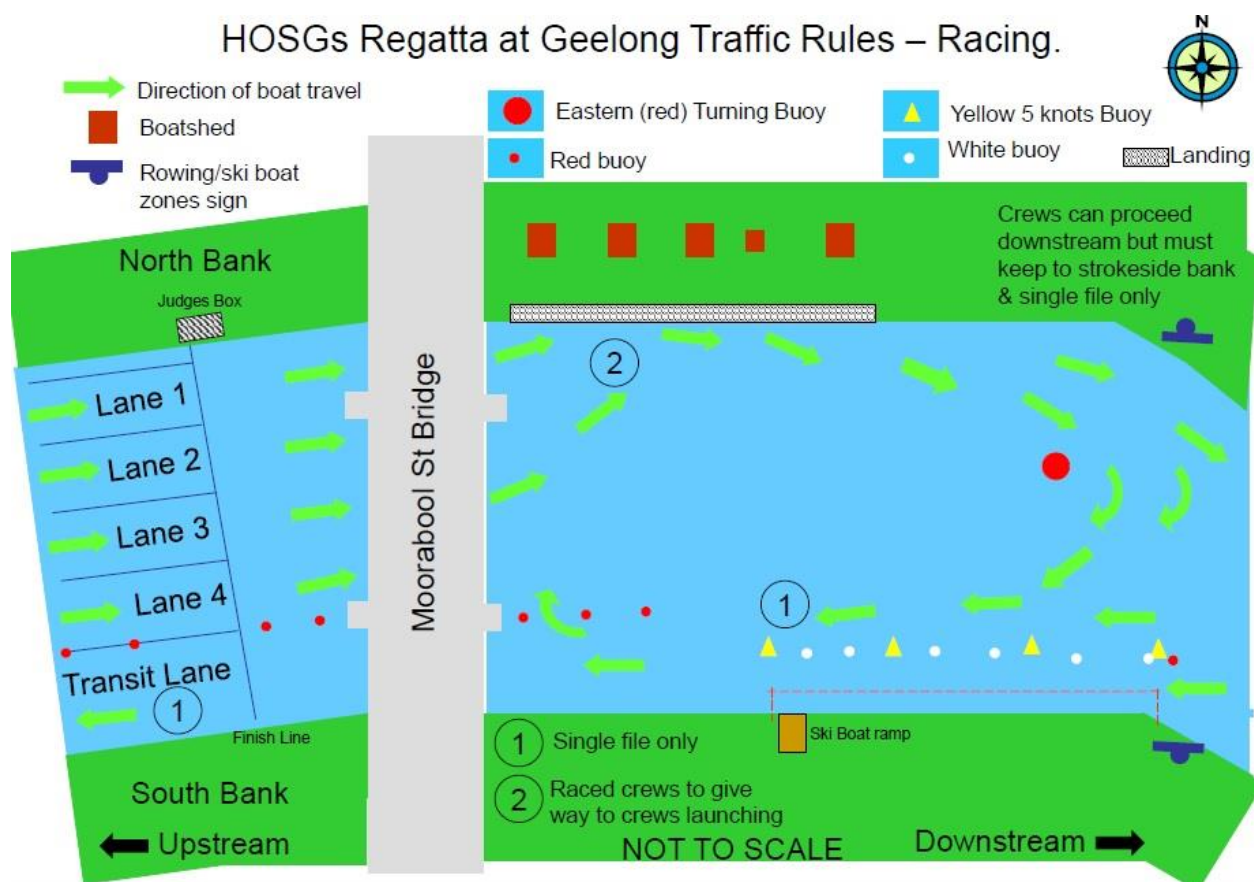 HOSGs Regatta at Geelong Traffic Rules – Racing.
N
Direction of boat travel
Boatshed
Rowing/ski boat
zones sign
Eastern (red) Turning Buoy
Red buoy
Yellow 5 knots Buoy
White buoy
Landing
North Bank
Judges Box
Crews can proceed
downstream but must
keep to strokeside bank
& single file only
Lane 1
Lane 2
Lane 3
Lane 4
Transit Lane
1
Finish Line
Moorabool St Bridge
2
1
Ski Boat ramp
South Bank
Upstream
1 Single file only
2 Raced crews to give
way to crews launching
NOT TO SCALE
Downstream